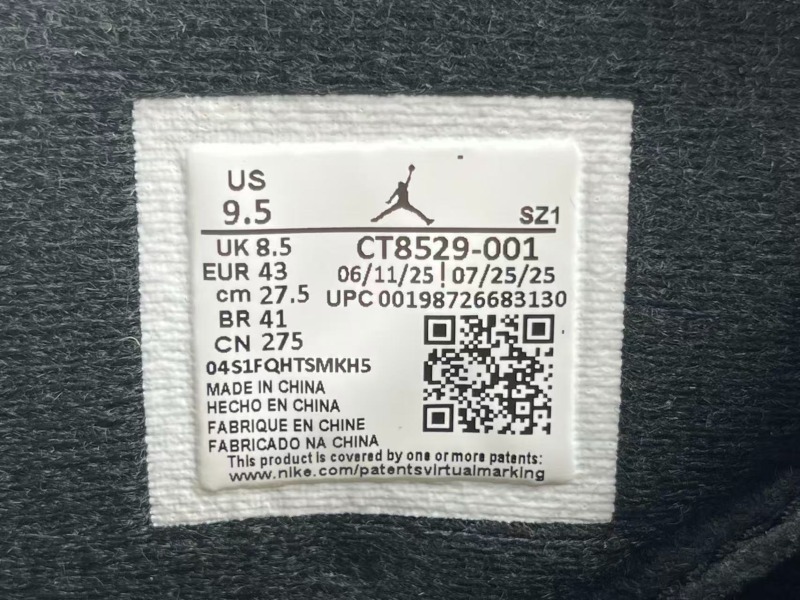 US
9.5
SZ1
UK 8.5
CT8529-001
EUR 43
06/11/25 | 07/25/25
cm 27.5
UPC 00198726683130
BR 41
CN 275
04S1FQHTSMKH5
MADE IN CHINA
HECHO EN CHINA
FABRIQUE EN CHINE
FABRICADO NA CHINA
This product is covered by one or more patents:
www.nike.com/patentsvirtualmarking